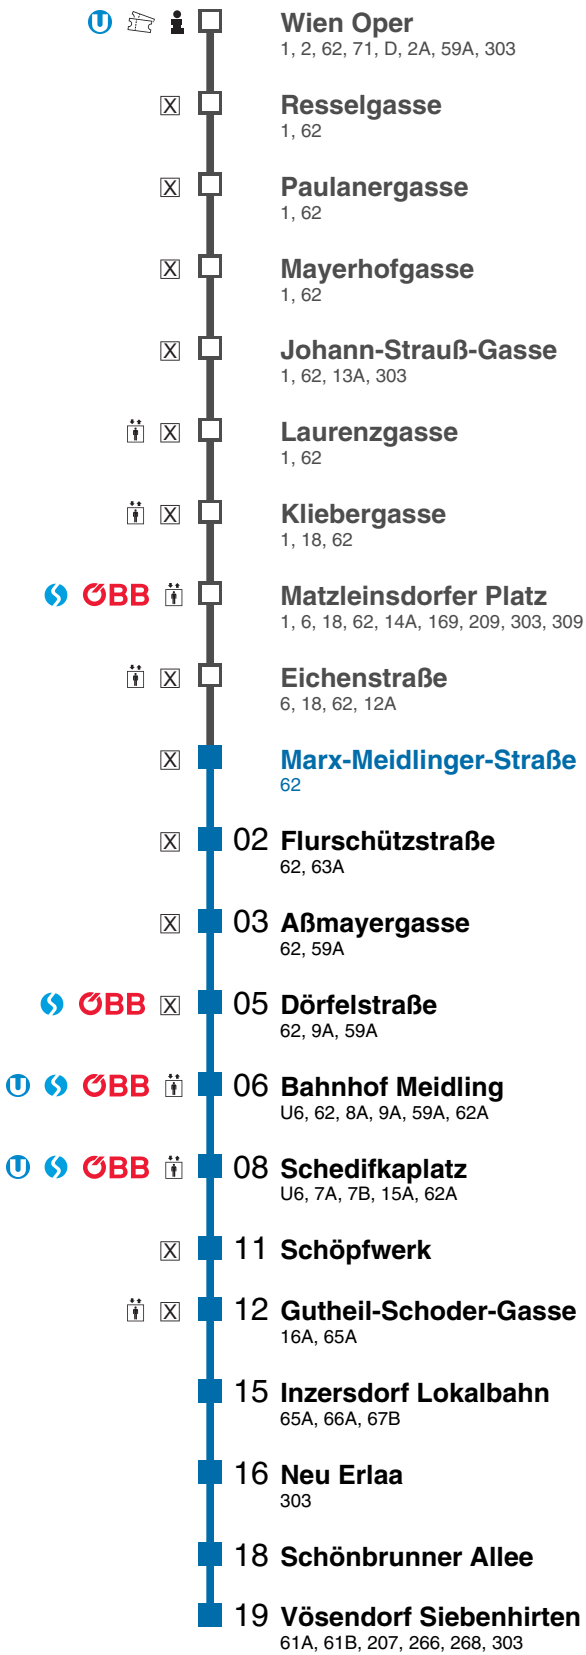 U i Wien Oper
1, 2, 62, 71, D, 2A, 59A, 303
X Resselgasse
1, 62
X Paulanergasse
1, 62
X Mayerhofgasse
1, 62
X Johann-Strauß-Gasse
1, 62, 13A, 303
X Laurenzgasse
1, 62
X Kliebergasse
1, 18, 62
S ÖBB Matzleinsdorfer Platz
1, 6, 18, 62, 14A, 169, 209, 303, 309
X Eichenstraße
6, 18, 62, 12A
X Marx-Meidlinger-Straße
62
X 02 Flurschützstraße
62, 63A
X 03 Aßmayergasse
62, 59A
S ÖBB X 05 Dörfelstraße
62, 9A, 59A
U S ÖBB 06 Bahnhof Meidling
U6, 62, 8A, 9A, 59A, 62A
U S ÖBB 08 Schedifkaplatz
U6, 7A, 7B, 15A, 62A
X 11 Schöpfwerk
X 12 Gutheil-Schoder-Gasse
16A, 65A
15 Inzersdorf Lokalbahn
65A, 66A, 67B
16 Neu Erlaa
303
18 Schönbrunner Allee
19 Vösendorf Siebenhirten
61A, 61B, 207, 266, 268, 303